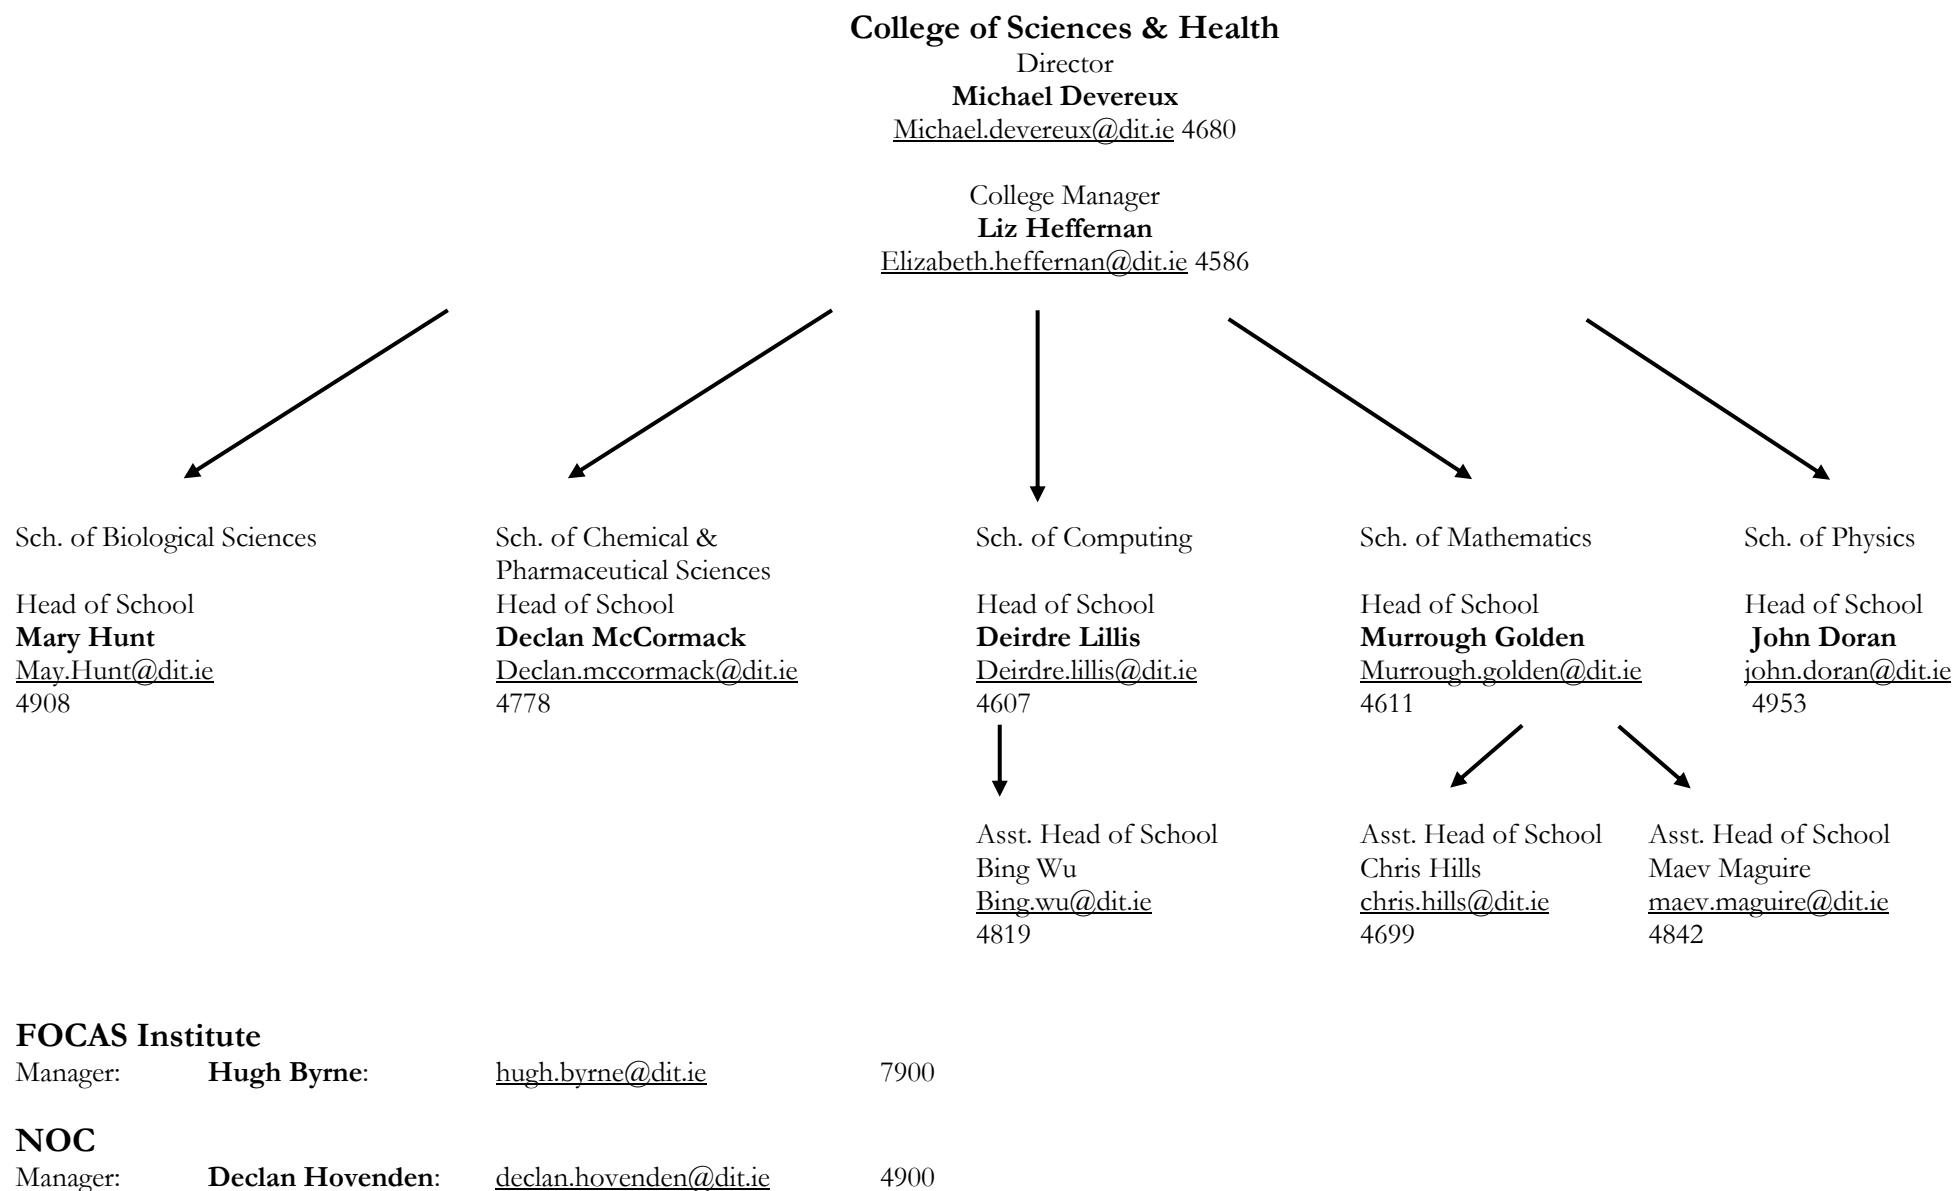 College of Sciences & Health
Director
Michael Devereux
Michael.devereux@dit.ie 4680
College Manager
Liz Heffernan
Elizabeth.heffernan@dit.ie 4586
Sch. of Biological Sciences
Head of School
Mary Hunt
May.Hunt@dit.ie
4908
Sch. of Chemical &
Pharmaceutical Sciences
Head of School
Declan McCormack
Declan.mccormack@dit.ie
4778
Sch. of Computing
Head of School
Deirdre Lillis
Deirdre.lillis@dit.ie
4607
Asst. Head of School
Bing Wu
Bing.wu@dit.ie
4819
Sch. of Mathematics
Head of School
Murrough Golden
Murrough.golden@dit.ie
4611
Asst. Head of School
Chris Hills
chris.hills@dit.ie
4699
Asst. Head of School
Maev Maguire
maev.maguire@dit.ie
4842
Sch. of Physics
Head of School
John Doran
john.doran@dit.ie
4953
FOCAS Institute
Manager: Hugh Byrne: hugh.byrne@dit.ie 7900
NOC
Manager: Declan Hovenden: declan.hovenden@dit.ie 4900